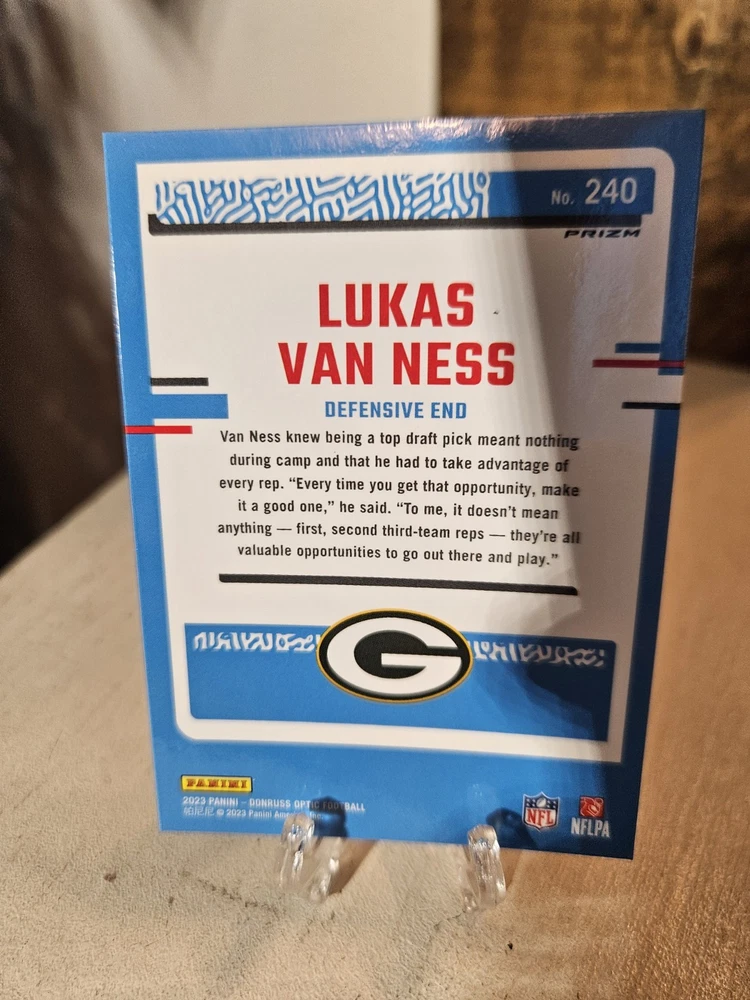 No. 240
PRIZM
LUKAS
VAN NESS
DEFENSIVE END
Van Ness knew being a top draft pick meant nothing
during camp and that he had to take advantage of
every rep. “Every time you get that opportunity, make
it a good one,” he said. “To me, it doesn’t mean
anything — first, second third-team reps — they’re all
valuable opportunities to go out there and play.”
G
PANINI
2023 PANINI - DONRUSS OPTIC FOOTBALL
© 2023 Panini Inc.
NFL
NFLPA